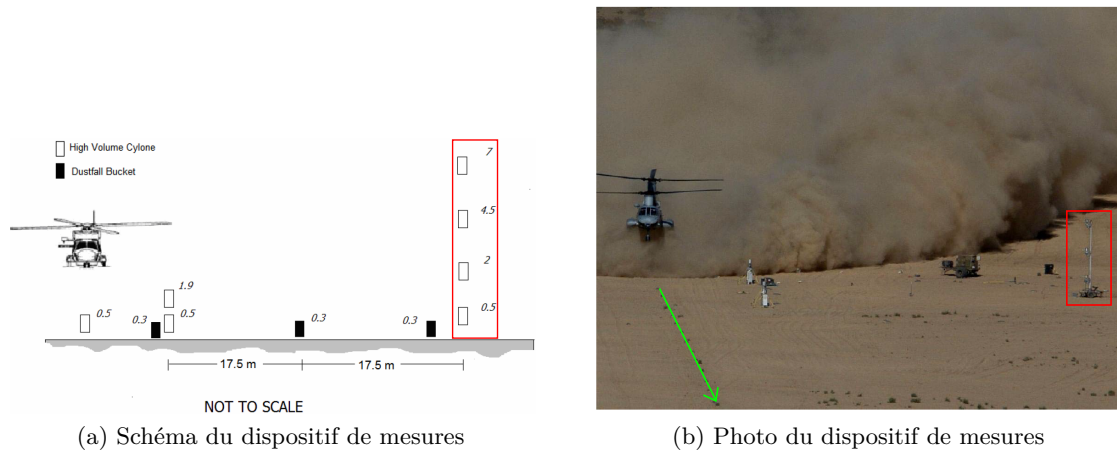 High Volume Cylone
Dustfall Bucket
7
4.5
2
0.5
1.9
0.5
0.3
0.5
0.3
0.3
17.5 m
17.5 m
NOT TO SCALE
(a) Schéma du dispositif de mesures
(b) Photo du dispositif de mesures